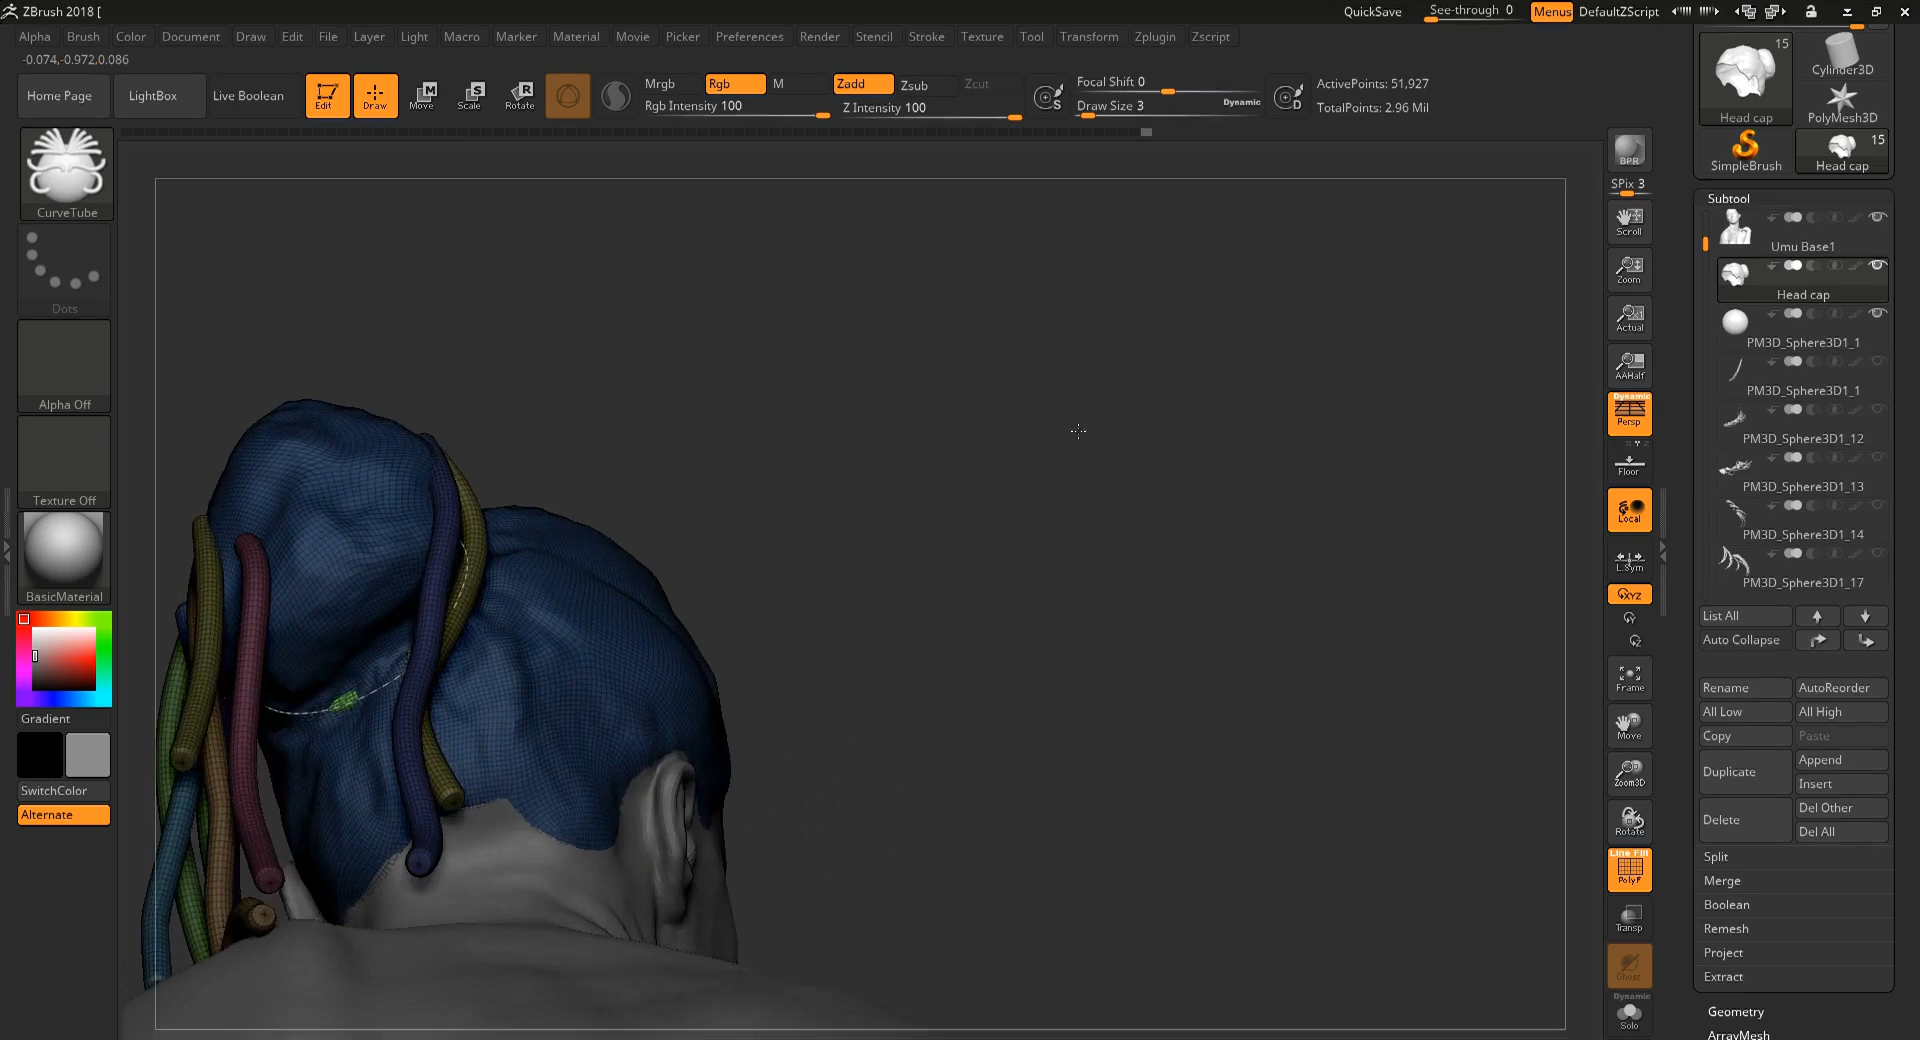 ZBrush 2018 [
QuickSave See-through 0 Menus DefaultZScript
Alpha Brush Color Document Draw Edit File Layer Light Macro Marker Material Movie Picker Preferences Render Stencil Stroke Texture Tool Transform Zplugin Zscript
-0.074,-0.972,0.086
Home Page LightBox Live Boolean Edit Draw Move Scale Rotate
Mrgb Rgb M Zadd Zsub Zcut
Rgb Intensity 100 Z Intensity 100
S
Focal Shift 0
Draw Size 3 Dynamic
D
ActivePoints: 51,927
TotalPoints: 2.96 Mil
CurveTube
Dots
Alpha Off
Texture Off
BasicMaterial
Gradient
SwitchColor
Alternate
BPR
SPix 3
Scroll
Zoom
Actual
AAHalf
Dynamic
Persp
Floor
Local
L.Sym
XYZ
Y
Z
Frame
Move
Zoom3D
Rotate
Line Fill
PolyF
Transp
Ghost
Dynamic
Solo
15
Head cap
Cylinder3D
PolyMesh3D
SimpleBrush
15
Head cap
Subtool
Umu Base1
Head cap
PM3D_Sphere3D1_1
PM3D_Sphere3D1_1
PM3D_Sphere3D1_12
PM3D_Sphere3D1_13
PM3D_Sphere3D1_14
PM3D_Sphere3D1_17
List All
Auto Collapse
Rename AutoReorder
All Low All High
Copy Paste
Duplicate Append
Insert
Delete Del Other
Del All
Split
Merge
Boolean
Remesh
Project
Extract
Geometry
ArrayMesh